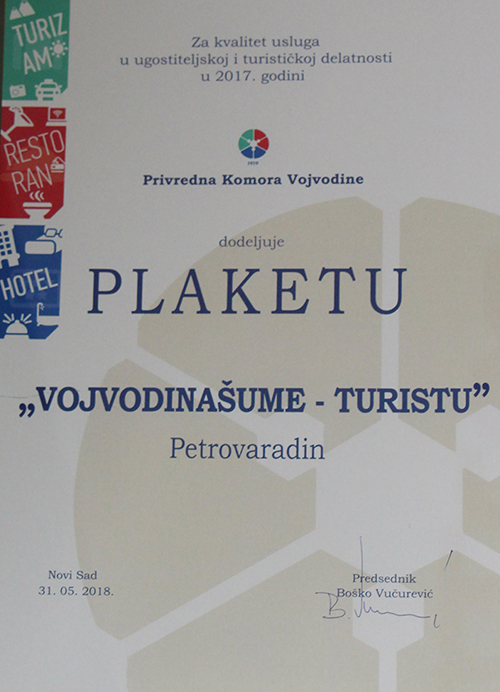 TURIZ
AM
RESTO
RAN
HOTEL
Za kvalitet usluga
u ugostiteljskoj i turističkoj delatnosti
u 2017. godini
1919
Privredna Komora Vojvodine
dodeljuje
PLAKETU
„VOJVODINAŠUME - TURISTU”
Petrovaradin
Novi Sad
31. 05. 2018.
Predsednik
Boško Vučurević